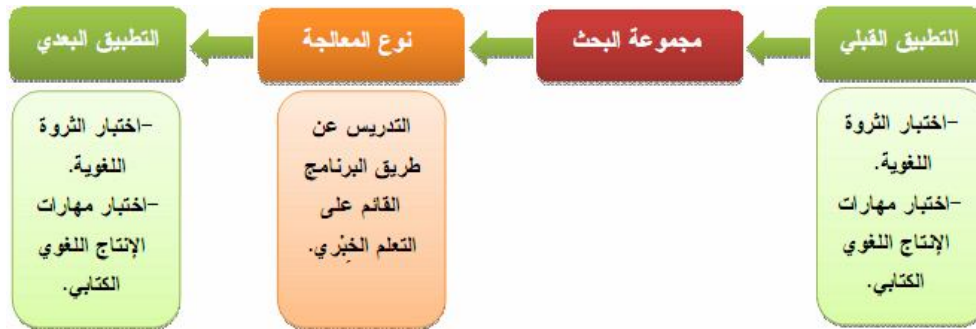 التطبيق القبلي
مجموعة البحث
نوع المعالجة
التطبيق البعدي
-اختبار الثروة
اللغوية.
-اختبار مهارات
الإنتاج اللغوي
الكتابي.
التدريس عن
طريق البرنامج
القائم على
التعلم الخِبْري.
-اختبار الثروة
اللغوية.
-اختبار مهارات
الإنتاج اللغوي
الكتابي.